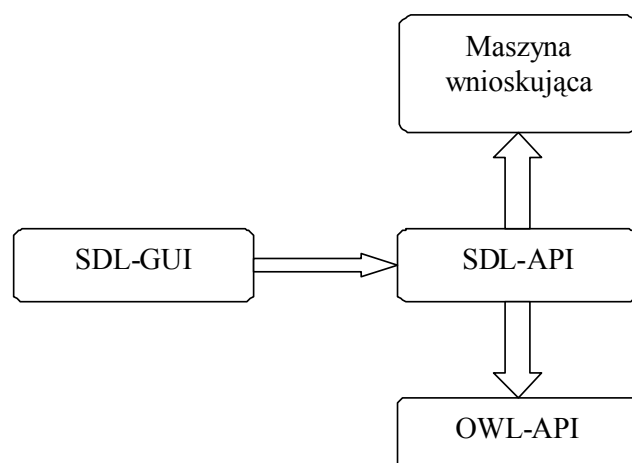 Maszyna
wnioskująca
SDL-GUI
SDL-API
OWL-API